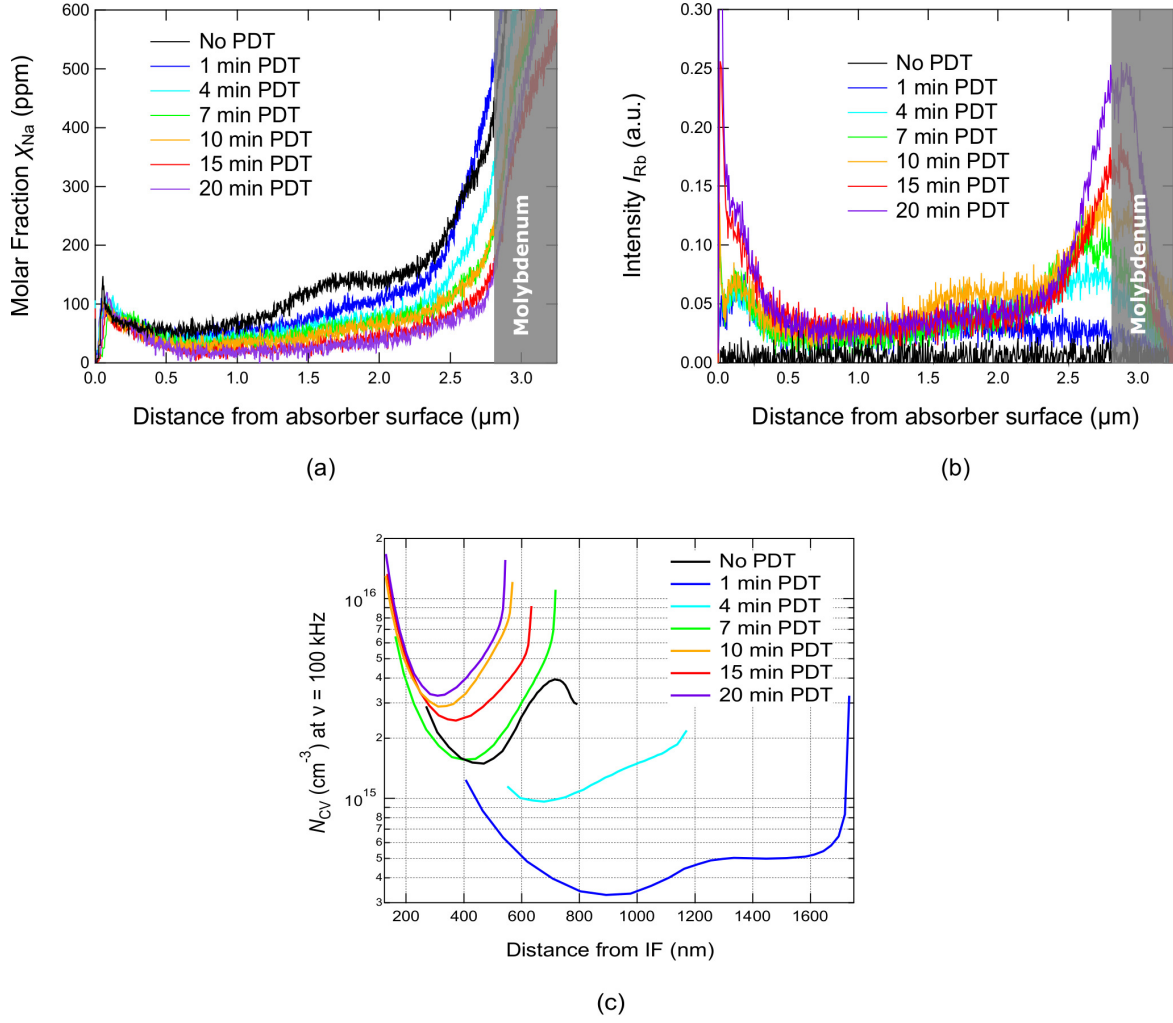 Molar Fraction XNa (ppm)
600
500
400
300
200
100
0
No PDT
1 min PDT
4 min PDT
7 min PDT
10 min PDT
15 min PDT
20 min PDT
Molybdenum
0.0 0.5 1.0 1.5 2.0 2.5 3.0
Distance from absorber surface (µm)
(a)
Intensity IRb (a.u.)
0.30
0.25
0.20
0.15
0.10
0.05
0.00
No PDT
1 min PDT
4 min PDT
7 min PDT
10 min PDT
15 min PDT
20 min PDT
Molybdenum
0.0 0.5 1.0 1.5 2.0 2.5 3.0
Distance from absorber surface (µm)
(b)
NCV (cm-3) at ν = 100 kHz
2
1016
8
7
6
5
4
3
2
1015
8
7
6
5
4
3
No PDT
1 min PDT
4 min PDT
7 min PDT
10 min PDT
15 min PDT
20 min PDT
200 400 600 800 1000 1200 1400 1600
Distance from IF (nm)
(c)